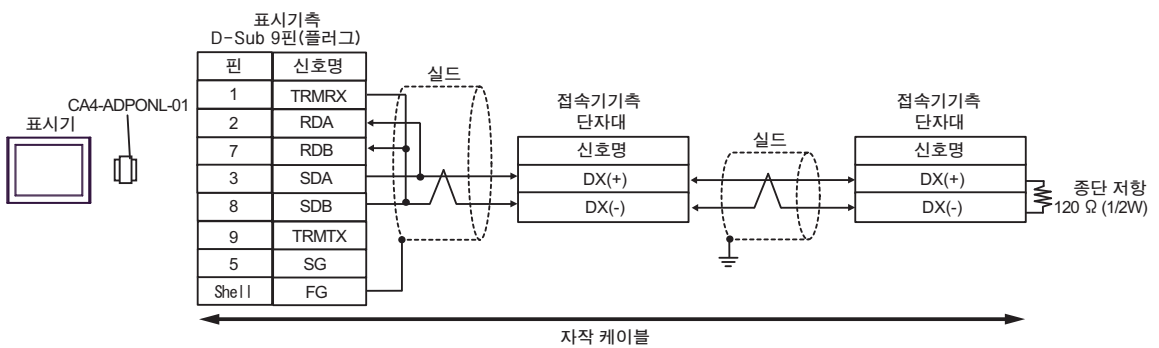 표시기측
D-Sub 9핀(플러그)
핀 신호명
1 TRMRX
2 RDA
7 RDB
3 SDA
8 SDB
9 TRMTX
5 SG
Shell FG
CA4-ADPONL-01
표시기
실드
접속기기측
단자대
신호명
DX(+)
DX(-)
실드
접속기기측
단자대
신호명
DX(+)
DX(-)
종단 저항
120 Ω (1/2W)
자작 케이블